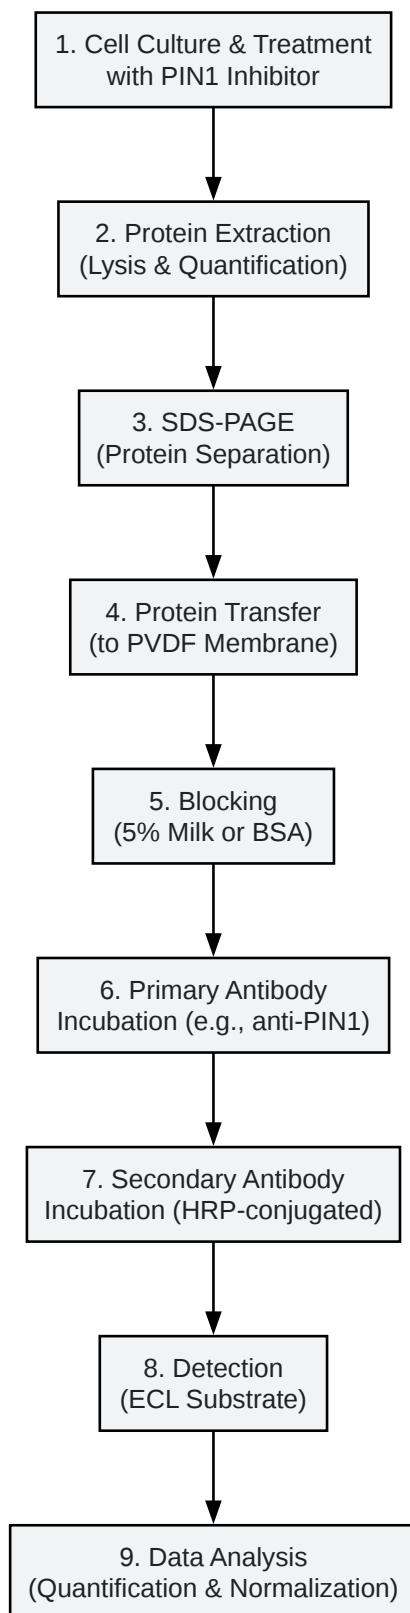 1. Cell Culture & Treatment
with PIN1 Inhibitor
2. Protein Extraction
(Lysis & Quantification)
3. SDS-PAGE
(Protein Separation)
4. Protein Transfer
(to PVDF Membrane)
5. Blocking
(5% Milk or BSA)
6. Primary Antibody
Incubation (e.g., anti-PIN1)
7. Secondary Antibody
Incubation (HRP-conjugated)
8. Detection
(ECL Substrate)
9. Data Analysis
(Quantification & Normalization)